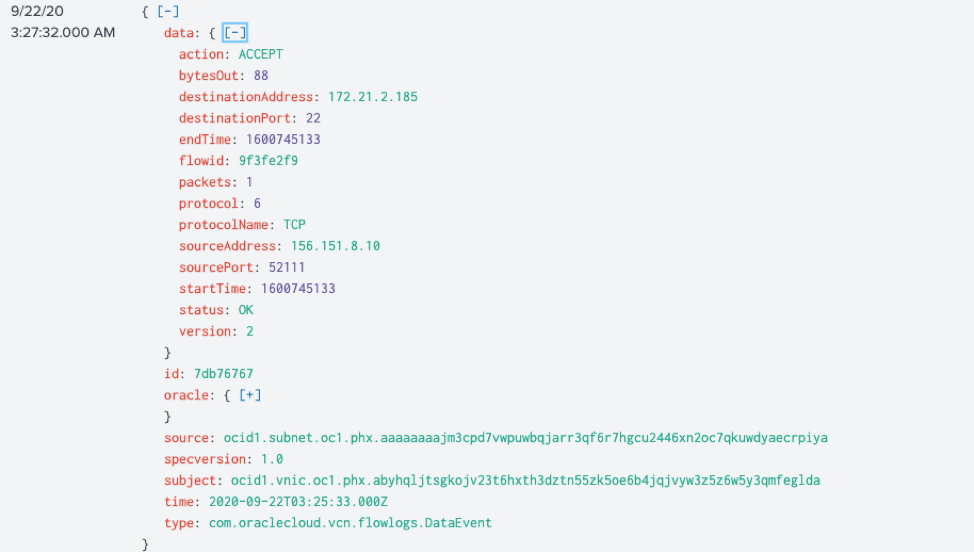 9/22/20 { [-]
3:27:32.000 AM data: { [-]
action: ACCEPT
bytesOut: 88
destinationAddress: 172.21.2.185
destinationPort: 22
endTime: 1600745133
flowid: 9f3fe2f9
packets: 1
protocol: 6
protocolName: TCP
sourceAddress: 156.151.8.10
sourcePort: 52111
startTime: 1600745133
status: OK
version: 2
}
id: 7db76767
oracle: { [+]
}
source: ocid1.subnet.oc1.phx.aaaaaaaajm3cpd7vwpuwbqjarr3qf6r7hgcu2446xn2oc7qkuwdyaecrpiya
specversion: 1.0
subject: ocid1.vnic.oc1.phx.abyhqljtsgkojv23t6hxth3dztn55zk5oe6b4jqjvyw3z5z6w5y3qmfeglda
time: 2020-09-22T03:25:33.000Z
type: com.oraclecloud.vcn.flowlogs.DataEvent
}